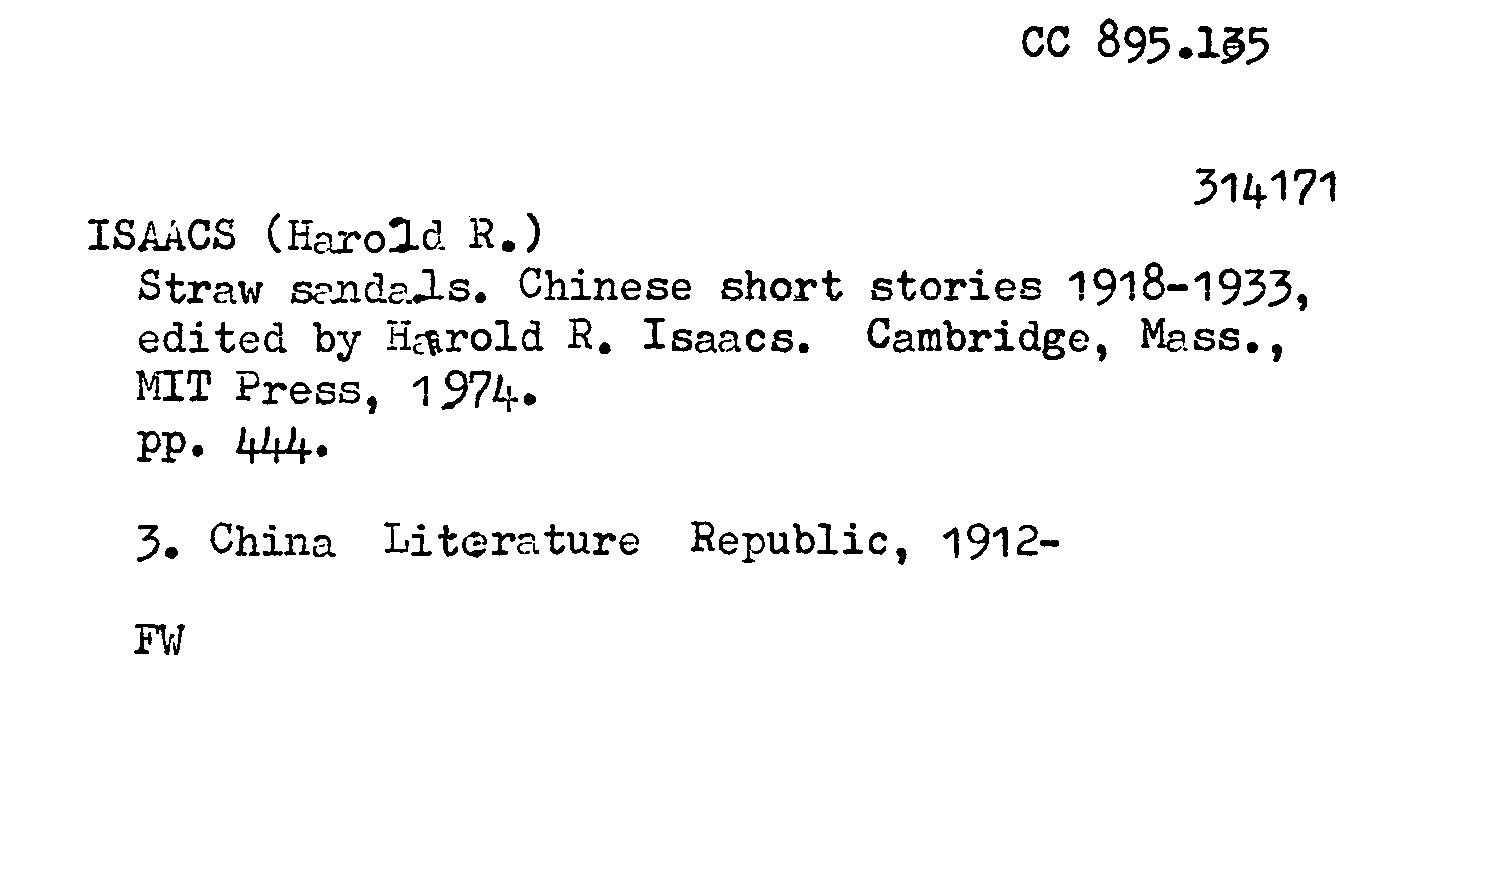 CC 895.135
314171
ISAACS (Harold R.)
Straw sandals. Chinese short stories 1918-1933,
edited by Harold R. Isaacs. Cambridge, Mass.,
MIT Press, 1974.
pp. 444.
3. China Literature Republic, 1912-
FW